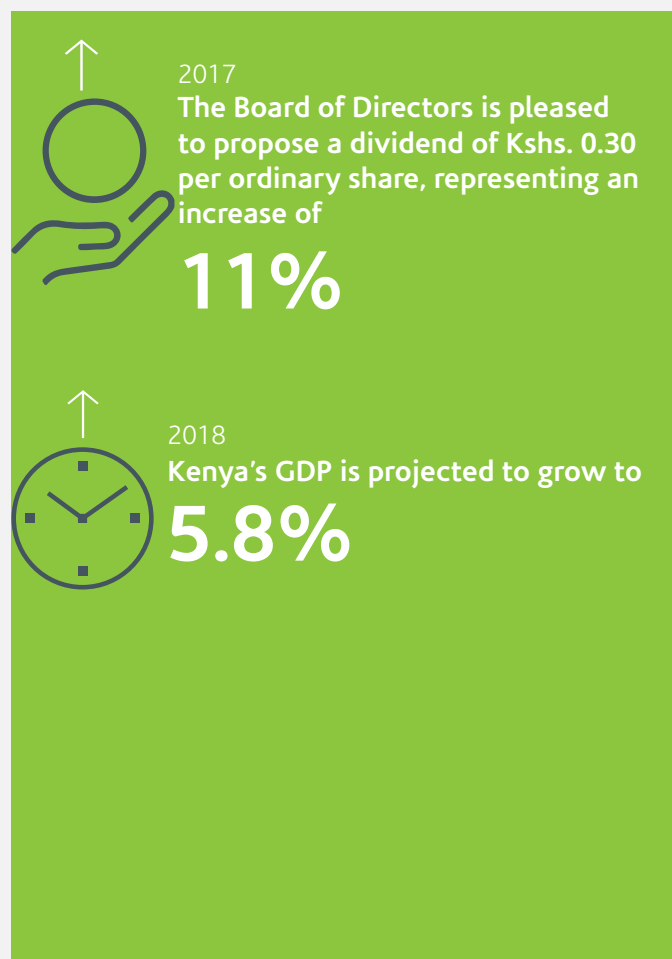 2017
The Board of Directors is pleased
to propose a dividend of Kshs. 0.30
per ordinary share, representing an
increase of
11%
2018
Kenya’s GDP is projected to grow to
5.8%